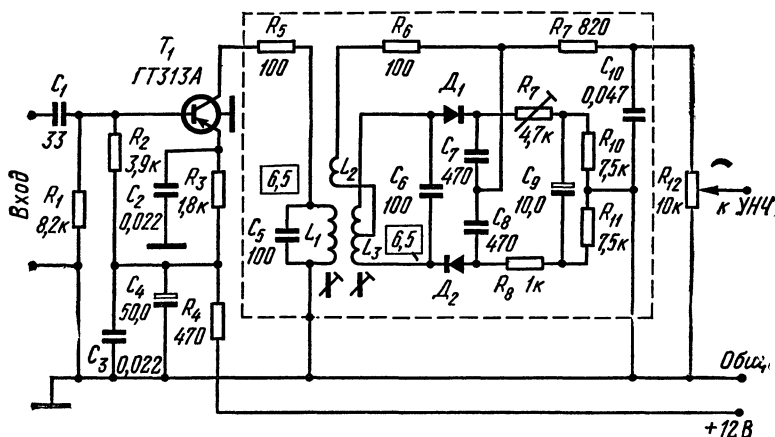 T₁
ГТ313А
R₅
100
R₆
100
R₇ 820
C₁₀
0,047
C₁
33
R₂
3,9к
Д₁
R₇
4,7к
R₁₀
7,5к
Вход
R₁
8,2к
C₂
0,022
R₃
1,8к
6,5
L₂
C₆
100
C₇
470
C₉
10,0
R₁₂
10к
к УНЧ
C₅
100
L₁
L₃
6,5
C₈
470
R₁₁
7,5к
Д₂
R₈
1к
C₄
50,0
R₄
470
C₃
0,022
Общ
+12В